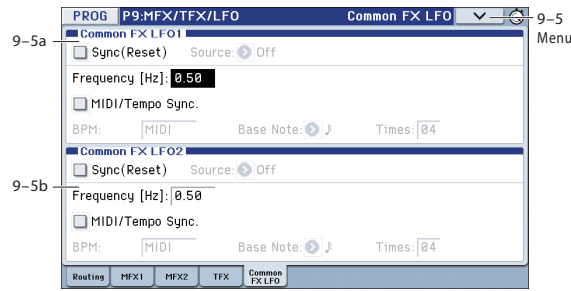 PROG P9:MFX/TFX/LFO Common FX LFO
9–5
Menu
9–5a
Common FX LFO1
Sync(Reset) Source: Off
Frequency [Hz]: 0.50
MIDI/Tempo Sync.
BPM: MIDI Base Note: Times: 04
9–5b
Common FX LFO2
Sync(Reset) Source: Off
Frequency [Hz]: 0.50
MIDI/Tempo Sync.
BPM: MIDI Base Note: Times: 04
Routing MFX1 MFX2 TFX Common FX LFO